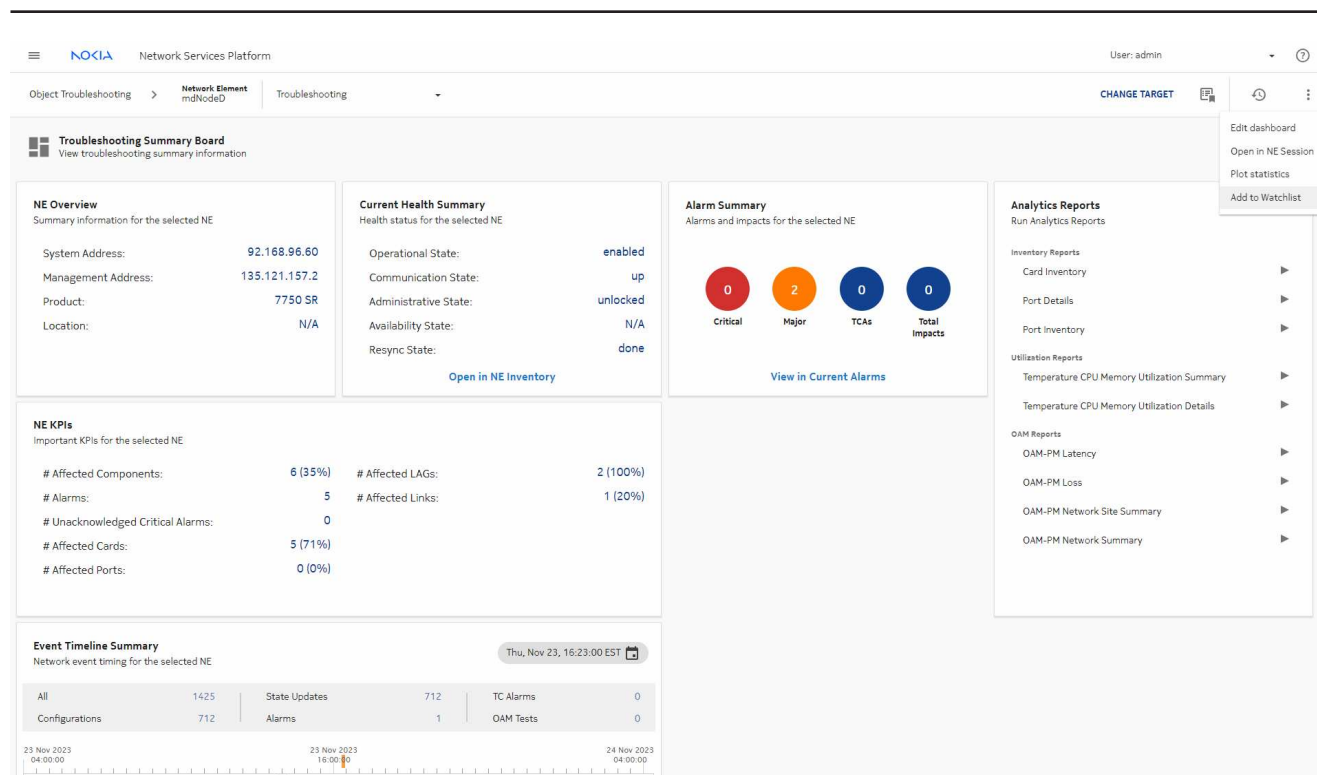 NOKIA Network Services Platform User: admin
Object Troubleshooting > Network Element
mdNodeD
Troubleshooting
CHANGE TARGET
Edit dashboard
Open in NE Session
Plot statistics
Add to Watchlist
Troubleshooting Summary Board
View troubleshooting summary information
NE Overview
Summary information for the selected NE
System Address: 92.168.96.60
Management Address: 135.121.157.2
Product: 7750 SR
Location: N/A
Current Health Summary
Health status for the selected NE
Operational State: enabled
Communication State: up
Administrative State: unlocked
Availability State: N/A
Resync State: done
Open in NE Inventory
Alarm Summary
Alarms and impacts for the selected NE
0 2 0 0
Critical Major TCAs Total
Impacts
View in Current Alarms
Analytics Reports
Run Analytics Reports
Inventory Reports
Card Inventory
Port Details
Port Inventory
Utilization Reports
Temperature CPU Memory Utilization Summary
Temperature CPU Memory Utilization Details
OAM Reports
OAM-PM Latency
OAM-PM Loss
OAM-PM Network Site Summary
OAM-PM Network Summary
NE KPIs
Important KPIs for the selected NE
# Affected Components: 6 (35%)
# Alarms: 5
# Unacknowledged Critical Alarms: 0
# Affected Cards: 5 (71%)
# Affected Ports: 0 (0%)
# Affected LAGs: 2 (100%)
# Affected Links: 1 (20%)
Event Timeline Summary
Network event timing for the selected NE
Thu, Nov 23, 16:23:00 EST
All 1425 State Updates 712 TC Alarms 0
Configurations 712 Alarms 1 OAM Tests 0
23 Nov 2023 23 Nov 2023 24 Nov 2023
04:00:00 16:00:00 04:00:00